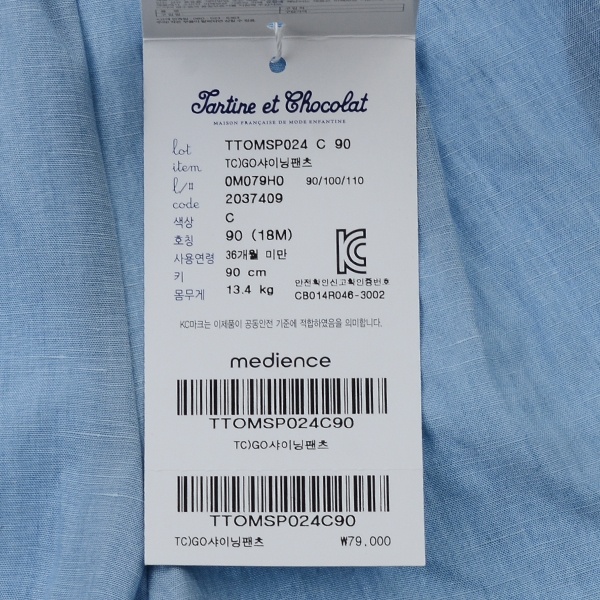 Tartine et Chocolat
MAISON FRANÇAISE DE MODE ENFANTINE
lot TTOMSP024 C 90
item TC)GO샤이닝팬츠
l/# 0M079H0 90/100/110
code 2037409
색상 C
호칭 90 (18M)
사용연령 36개월 미만
키 90 cm
몸무게 13.4 kg
안전확인신고확인증번호
CB014R046-3002
KC마크는 이제품이 공동안전 기준에 적합하였음을 의미합니다.
medience
TTOMSP024C90
TC)GO샤이닝팬츠
TTOMSP024C90
TC)GO샤이닝팬츠 ₩79,000